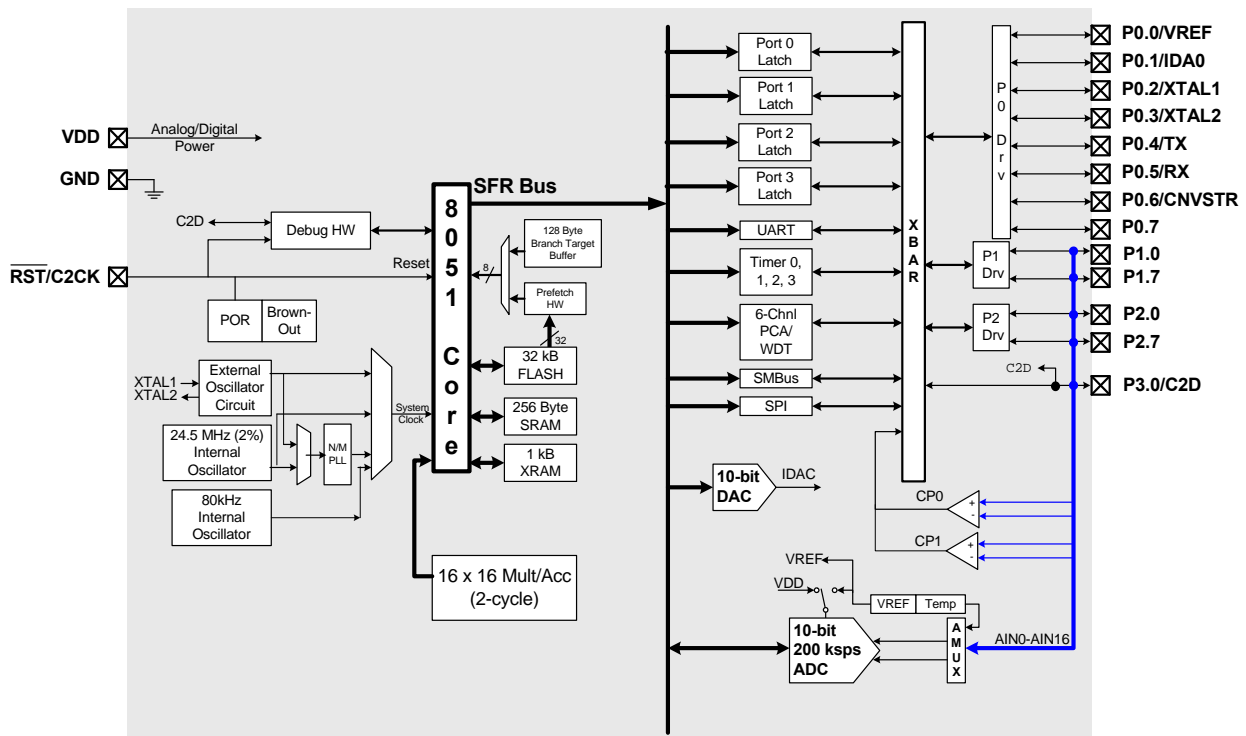 VDD
Analog/Digital
Power
GND
C2D
Debug HW
RST/C2CK
Reset
POR
Brown-
Out
XTAL1
XTAL2
External
Oscillator
Circuit
24.5 MHz (2%)
Internal
Oscillator
N/M
PLL
80kHz
Internal
Oscillator
System
Clock
8051 Core
SFR Bus
128 Byte
Branch Target
Buffer
8
Prefetch
HW
32
32 kB
FLASH
256 Byte
SRAM
1 kB
XRAM
16 x 16 Mult/Acc
(2-cycle)
Port 0
Latch
Port 1
Latch
Port 2
Latch
Port 3
Latch
UART
Timer 0,
1, 2, 3
6-Chnl
PCA/
WDT
SMBus
SPI
10-bit
DAC
IDAC
XBAR
P0 Drv
P1
Drv
P2
Drv
C2D
CP0
+
-
CP1
+
-
VREF
VDD
VREF
Temp
10-bit
200 ksps
ADC
AMUX
AIN0-AIN16
P0.0/VREF
P0.1/IDA0
P0.2/XTAL1
P0.3/XTAL2
P0.4/TX
P0.5/RX
P0.6/CNVSTR
P0.7
P1.0
P1.7
P2.0
P2.7
P3.0/C2D